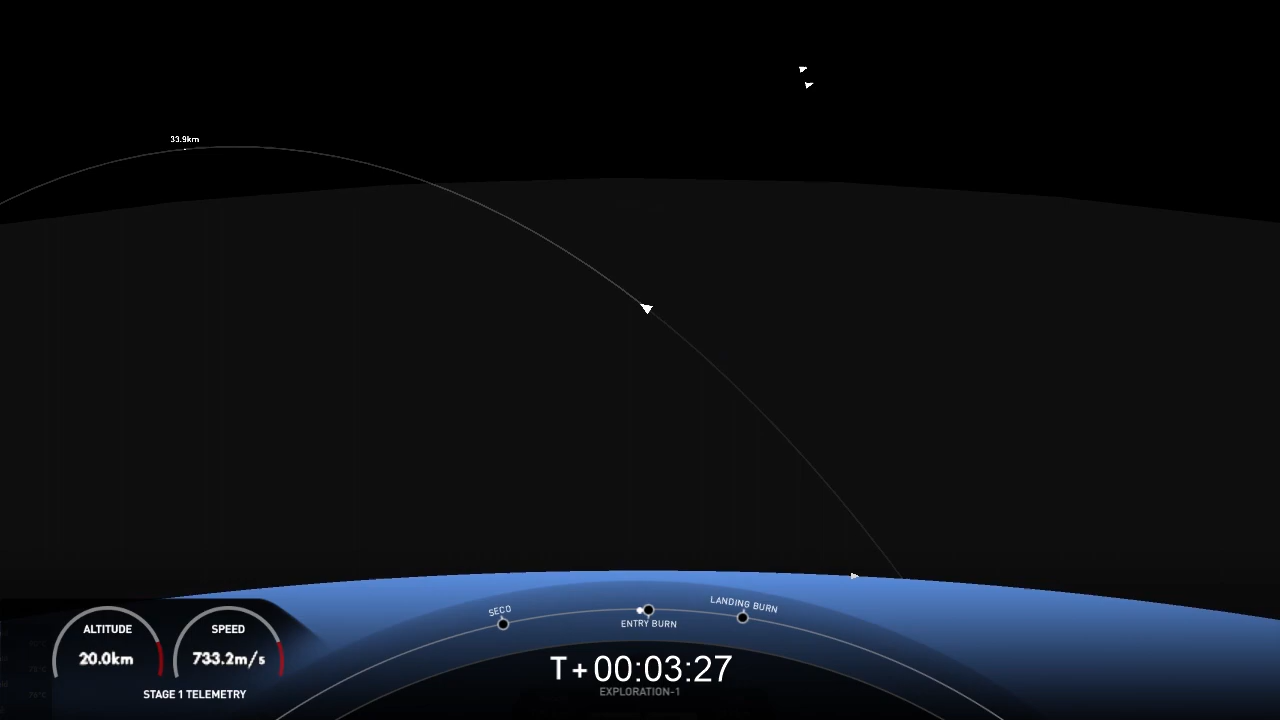 33.9km
SECO
ENTRY BURN
LANDING BURN
ALTITUDE
20.0km
SPEED
733.2m/s
STAGE 1 TELEMETRY
T+00:03:27
EXPLORATION-1